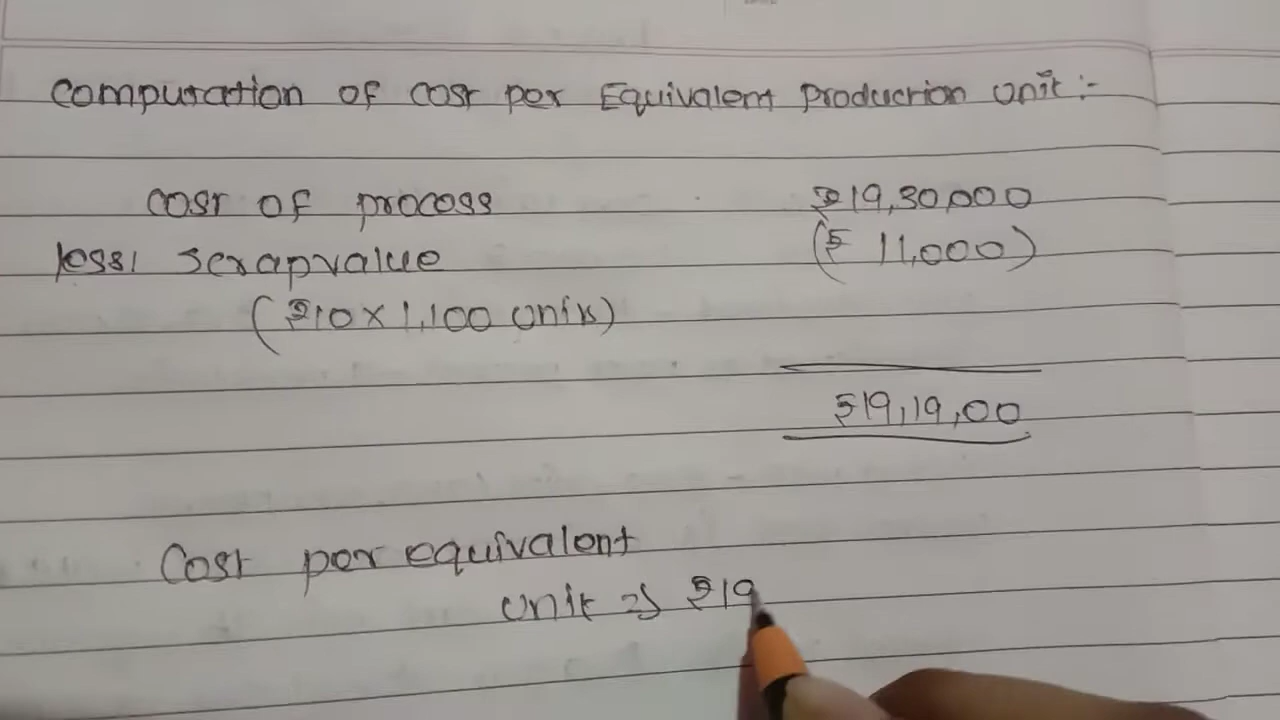 Computation of cost per Equivalent production unit :-
cost of process ₹19,30,000
less: scrapvalue (₹ 11,000)
(₹10 x 1,100 units)
₹19,19,00
Cost per equivalent
unit => ₹19